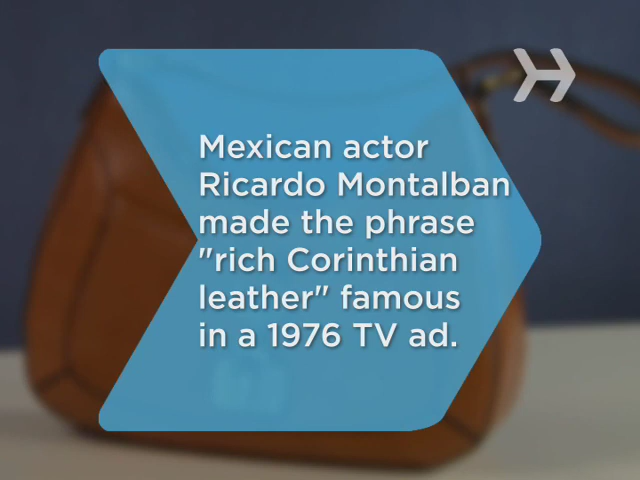 Mexican actor
Ricardo Montalban
made the phrase
"rich Corinthian
leather" famous
in a 1976 TV ad.